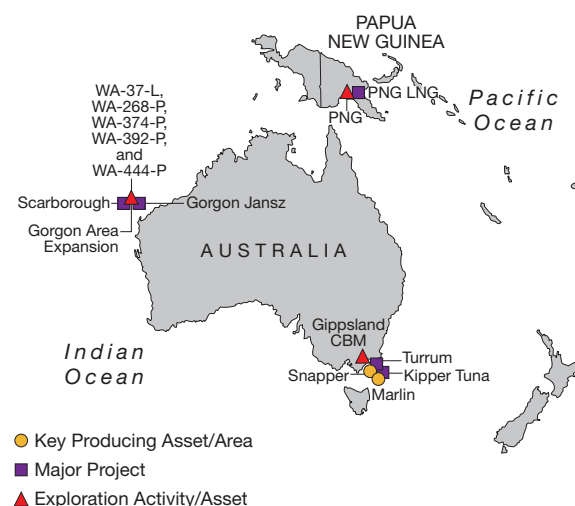 PAPUA
NEW GUINEA
WA-37-L,
WA-268-P,
WA-374-P,
WA-392-P,
and
WA-444-P
PNG LNG
PNG
Pacific
Ocean
Scarborough
Gorgon Jansz
Gorgon Area
Expansion
AUSTRALIA
Gippsland
CBM
Indian
Ocean
Turrum
Snapper
Kipper Tuna
Marlin
Key Producing Asset/Area
Major Project
Exploration Activity/Asset